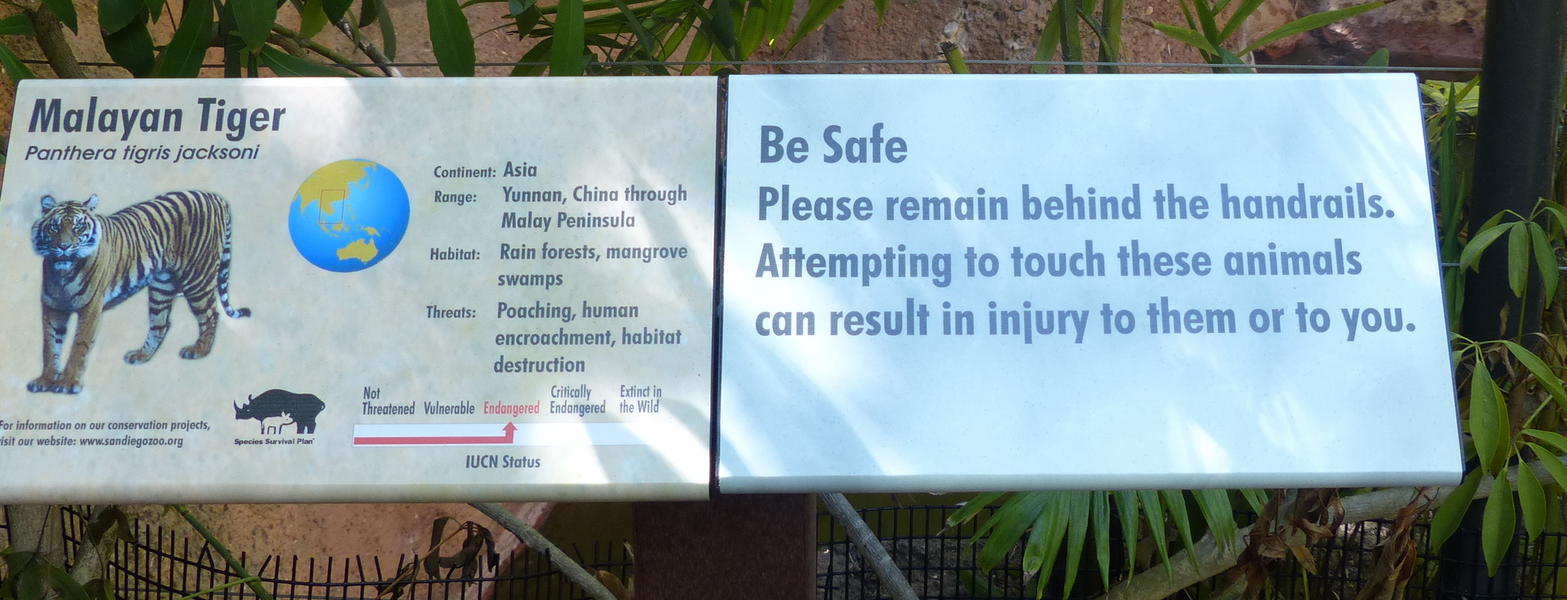 Malayan Tiger
Panthera tigris jacksoni
Continent: Asia
Range: Yunnan, China through
Malay Peninsula
Habitat: Rain forests, mangrove
swamps
Threats: Poaching, human
encroachment, habitat
destruction
Not
Threatened
Vulnerable
Endangered
Critically
Endangered
Extinct in
the Wild
IUCN Status
For information on our conservation projects,
visit our website: www.sandiegozoo.org
Species Survival Plan®
Be Safe
Please remain behind the handrails.
Attempting to touch these animals
can result in injury to them or to you.